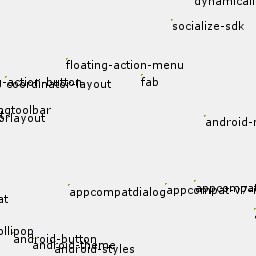 dynamicall
socialize-sdk
floating-action-menu
g-action-button
coordinator-layout
fab
ngtoolbar
orlayout
android-r
appcompatdialog
appcompat-v7-r
appcompat
at
ollipop
android-button
android-theme
android-styles